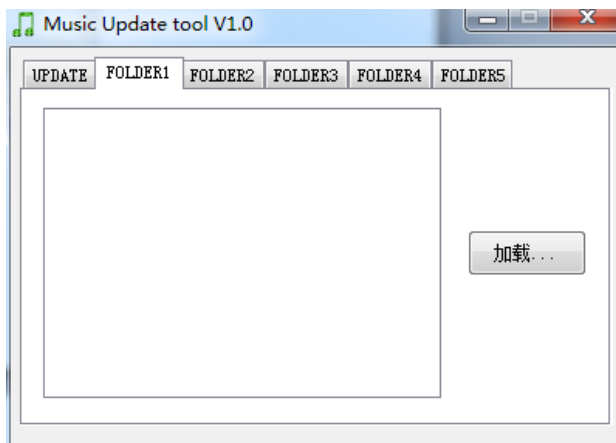 Music Update tool V1.0
UPDATE FOLDER1 FOLDER2 FOLDER3 FOLDER4 FOLDER5
加载...